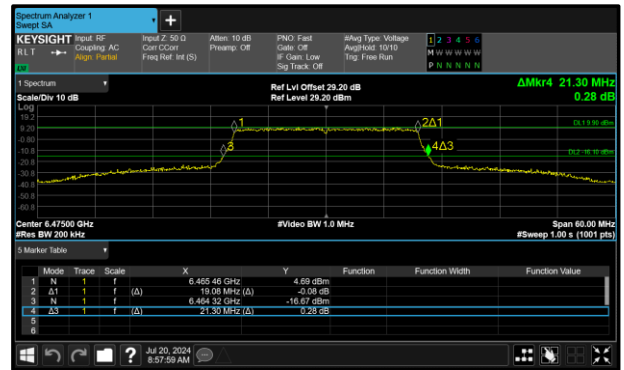 Spectrum Analyzer 1
Swept SA
KEYSIGHT Input: RF Input Z: 50 Ω Atten: 10 dB PNO: Fast #Avg Type: Voltage 1 2 3 4 5 6
RLT Coupling: AC Corr CCorr Preamp: Off Gate: Off Avg|Hold: 10/10 M W W W W W
Align: Partial Freq Ref: Int (S) IF Gain: Low Trig: Free Run P N N N N N
Sig Track: Off
1 Spectrum Ref Lvl Offset 29.20 dB ΔMkr4 21.30 MHz
Scale/Div 10 dB Ref Level 29.20 dBm 0.28 dB
Log
19.2
9.20 1 2Δ1 DL1 9.90 dBm
-0.80
-10.8 3 4Δ3 DL2 -16.10 dBm
-20.8
-30.8
-40.8
-50.8
-60.8
Center 6.47500 GHz #Video BW 1.0 MHz Span 60.00 MHz
#Res BW 200 kHz #Sweep 1.00 s (1001 pts)
5 Marker Table
Mode Trace Scale X Y Function Function Width Function Value
1 N 1 f 6.465 46 GHz 4.69 dBm
2 Δ1 1 f (Δ) 19.08 MHz (Δ) -0.08 dB
3 N 1 f 6.464 32 GHz -16.67 dBm
4 Δ3 1 f (Δ) 21.30 MHz (Δ) 0.28 dB
5
6
? Jul 20, 2024
8:57:59 AM